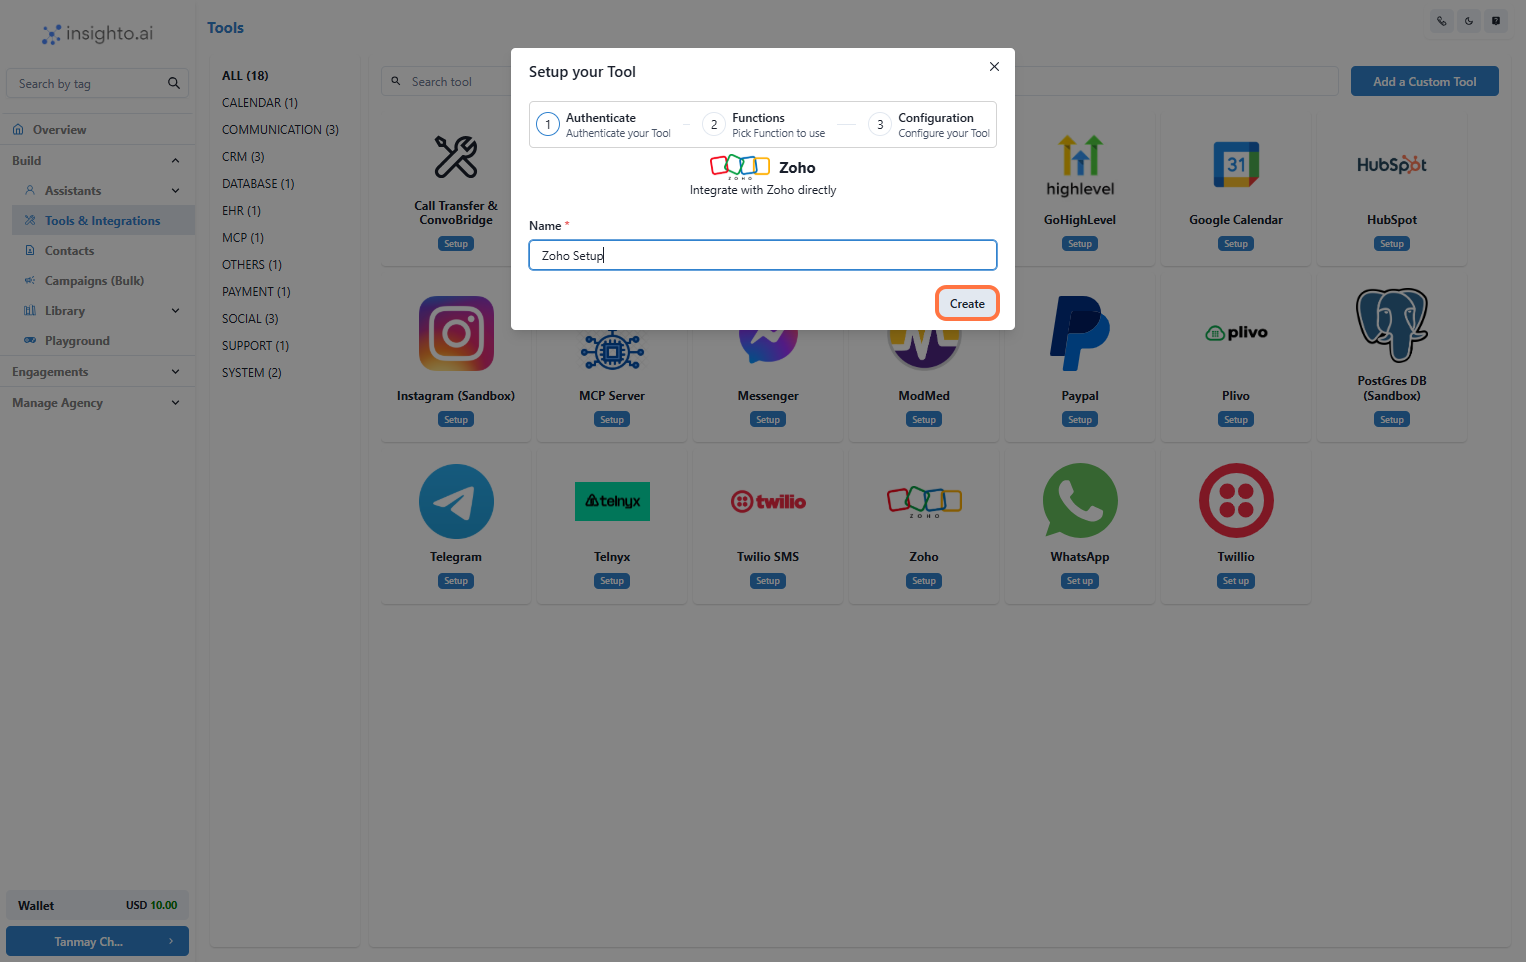 insighto.ai
Search by tag
Overview
Build
Assistants
Tools & Integrations
Contacts
Campaigns (Bulk)
Library
Playground
Engagements
Manage Agency
Wallet
USD 10.00
Tanmay Ch...
Tools
ALL (18)
CALENDAR (1)
COMMUNICATION (3)
CRM (3)
DATABASE (1)
EHR (1)
MCP (1)
OTHERS (1)
PAYMENT (1)
SOCIAL (3)
SUPPORT (1)
SYSTEM (2)
Search tool
Add a Custom Tool
Setup your Tool
1
Authenticate
Authenticate your Tool
2
Functions
Pick Function to use
3
Configuration
Configure your Tool
ZOHO
Zoho
Integrate with Zoho directly
Name *
Zoho Setup
Create
Call Transfer &
ConvoBridge
Setup
highlevel
GoHighLevel
Setup
31
Google Calendar
Setup
HubSpot
HubSpot
Setup
Instagram (Sandbox)
Setup
MCP Server
Setup
Messenger
Setup
ModMed
Setup
Paypal
Setup
plivo
Plivo
Setup
PostGres DB
(Sandbox)
Setup
Telegram
Setup
telnyx
Telnyx
Setup
twilio
Twilio SMS
Setup
ZOHO
Zoho
Setup
WhatsApp
Set up
Twillio
Set up